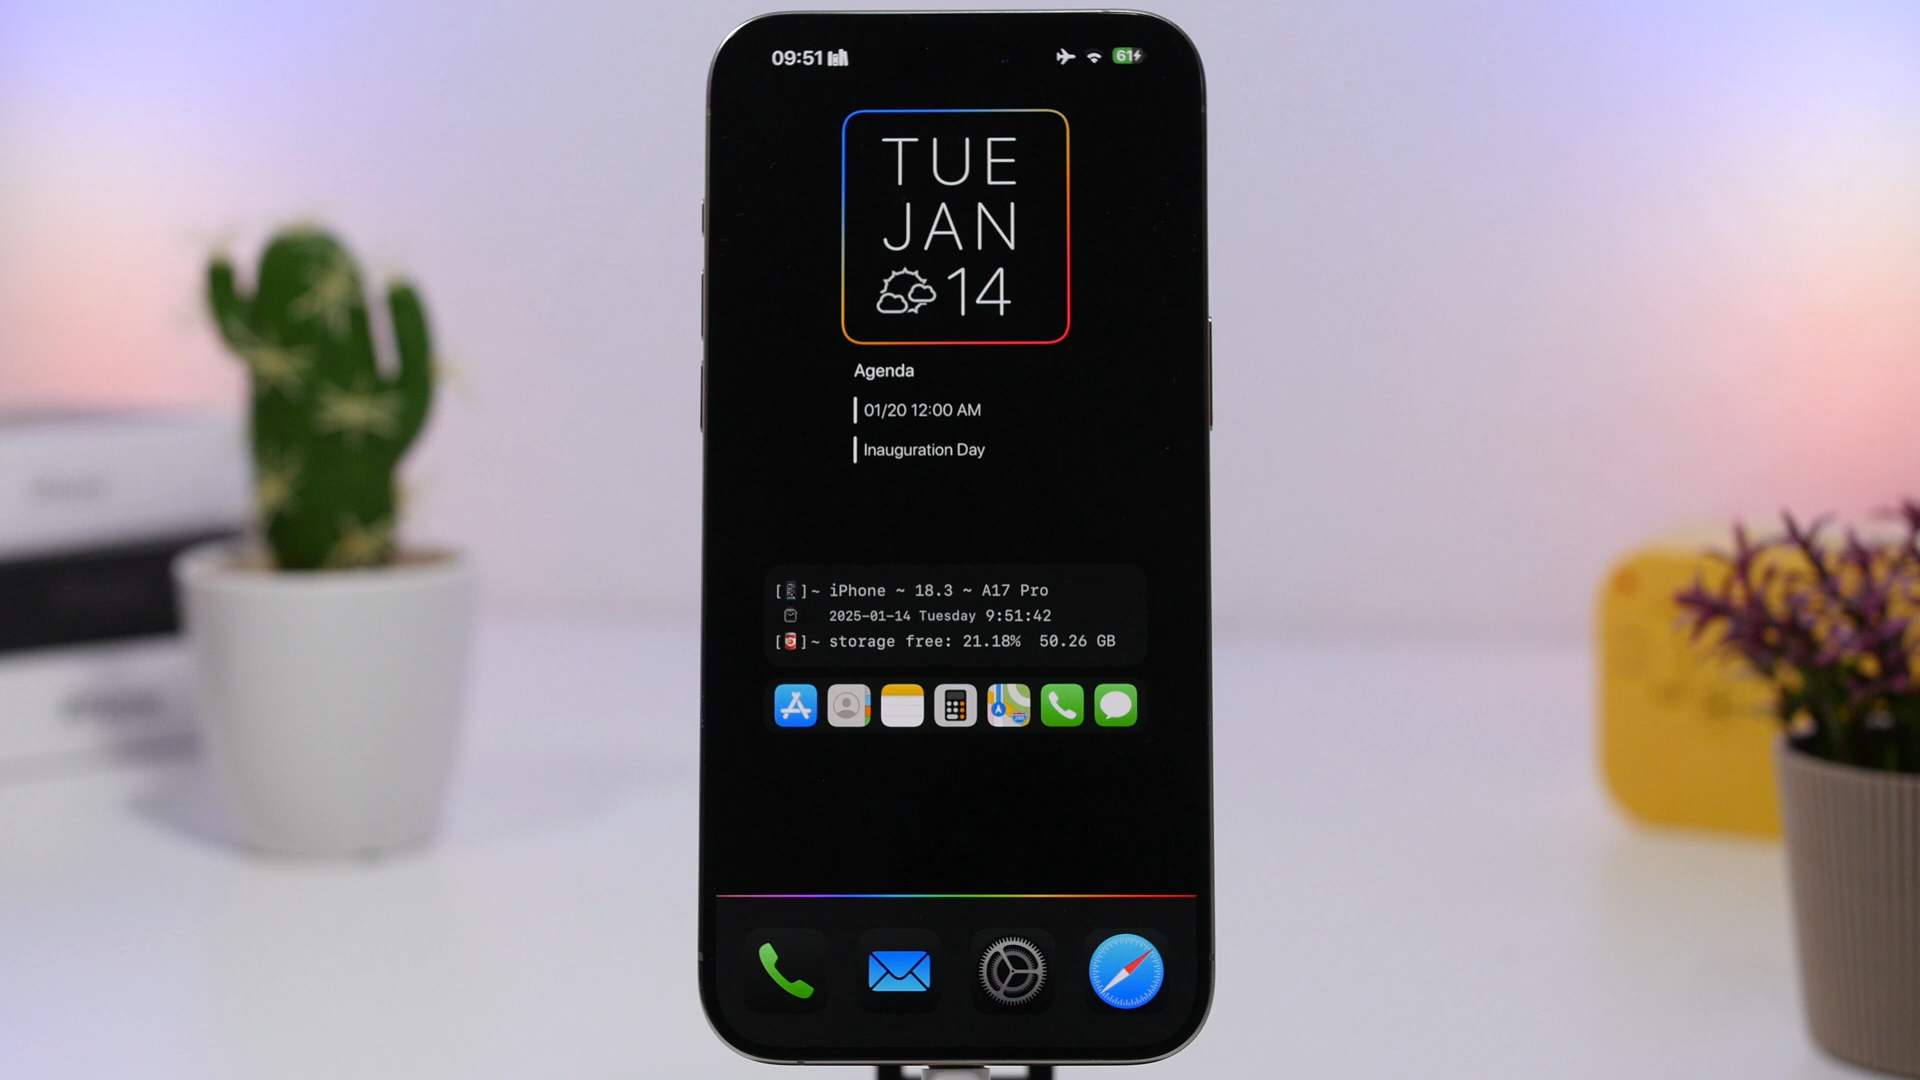 09:51 61
TUE
JAN
14
Agenda
01/20 12:00 AM
Inauguration Day
[ ]~ iPhone ~ 18.3 ~ A17 Pro
2025-01-14 Tuesday 9:51:42
[ ]~ storage free: 21.18% 50.26 GB